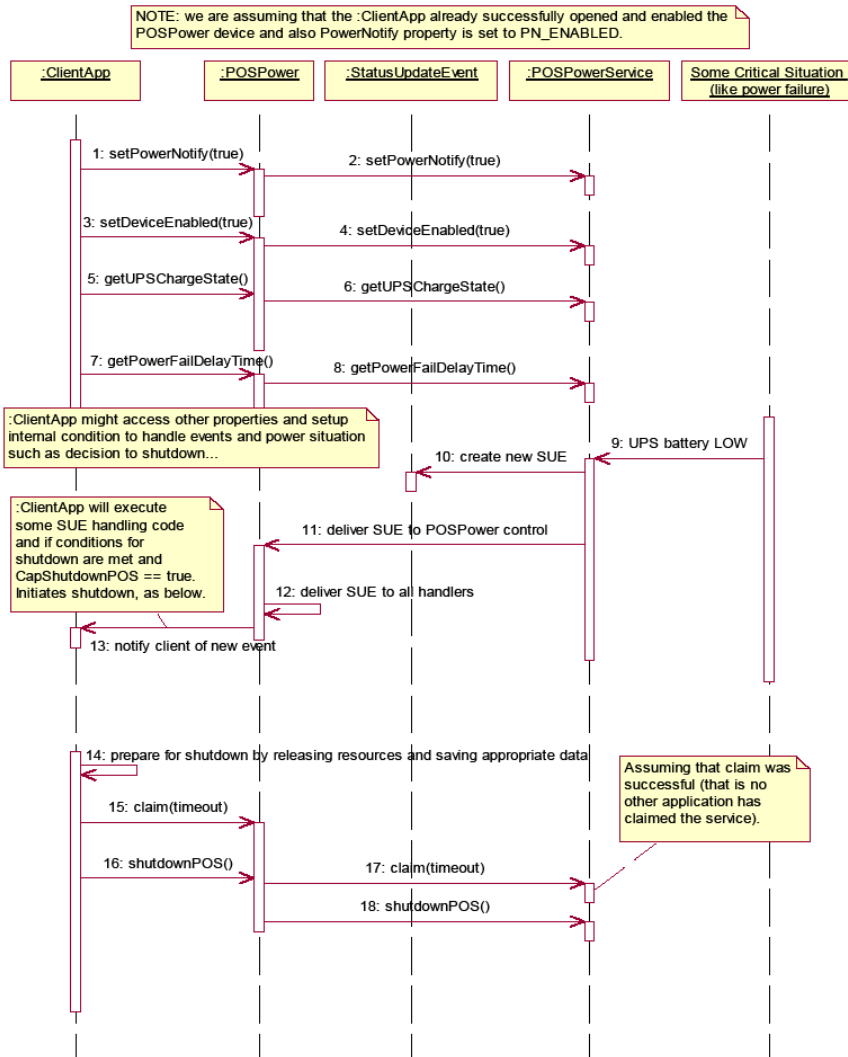 NOTE: we are assuming that the :ClientApp already successfully opened and enabled the
POSPower device and also PowerNotify property is set to PN_ENABLED.
:ClientApp
:POSPower
:StatusUpdateEvent
:POSPowerService
Some Critical Situation
(like power failure)
1: setPowerNotify(true)
2: setPowerNotify(true)
3: setDeviceEnabled(true)
4: setDeviceEnabled(true)
5: getUPSChargeState()
6: getUPSChargeState()
7: getPowerFailDelayTime()
8: getPowerFailDelayTime()
:ClientApp might access other properties and setup
internal condition to handle events and power situation
such as decision to shutdown...
9: UPS battery LOW
10: create new SUE
:ClientApp will execute
some SUE handling code
and if conditions for
shutdown are met and
CapShutdownPOS == true.
Initiates shutdown, as below.
11: deliver SUE to POSPower control
12: deliver SUE to all handlers
13: notify client of new event
14: prepare for shutdown by releasing resources and saving appropriate data
Assuming that claim was
successful (that is no
other application has
claimed the service).
15: claim(timeout)
16: shutdownPOS()
17: claim(timeout)
18: shutdownPOS()